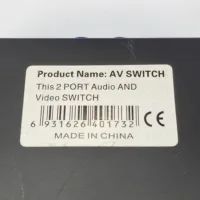 Product Name: AV SWITCH
This 2 PORT Audio AND
Video SWITCH
6 931626 401732 CE
MADE IN CHINA